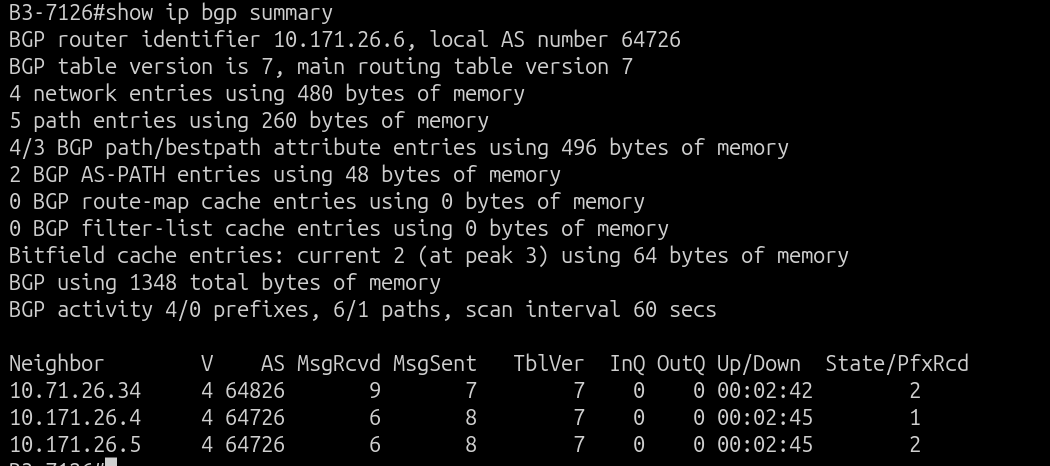 B3-7126#show ip bgp summary
BGP router identifier 10.171.26.6, local AS number 64726
BGP table version is 7, main routing table version 7
4 network entries using 480 bytes of memory
5 path entries using 260 bytes of memory
4/3 BGP path/bestpath attribute entries using 496 bytes of memory
2 BGP AS-PATH entries using 48 bytes of memory
0 BGP route-map cache entries using 0 bytes of memory
0 BGP filter-list cache entries using 0 bytes of memory
Bitfield cache entries: current 2 (at peak 3) using 64 bytes of memory
BGP using 1348 total bytes of memory
BGP activity 4/0 prefixes, 6/1 paths, scan interval 60 secs

Neighbor        V    AS MsgRcvd MsgSent   TblVer  InQ OutQ Up/Down  State/PfxRcd
10.71.26.34     4 64826       9       7        7    0    0 00:02:42        2
10.171.26.4     4 64726       6       8        7    0    0 00:02:45        1
10.171.26.5     4 64726       6       8        7    0    0 00:02:45        2
B3-7126#